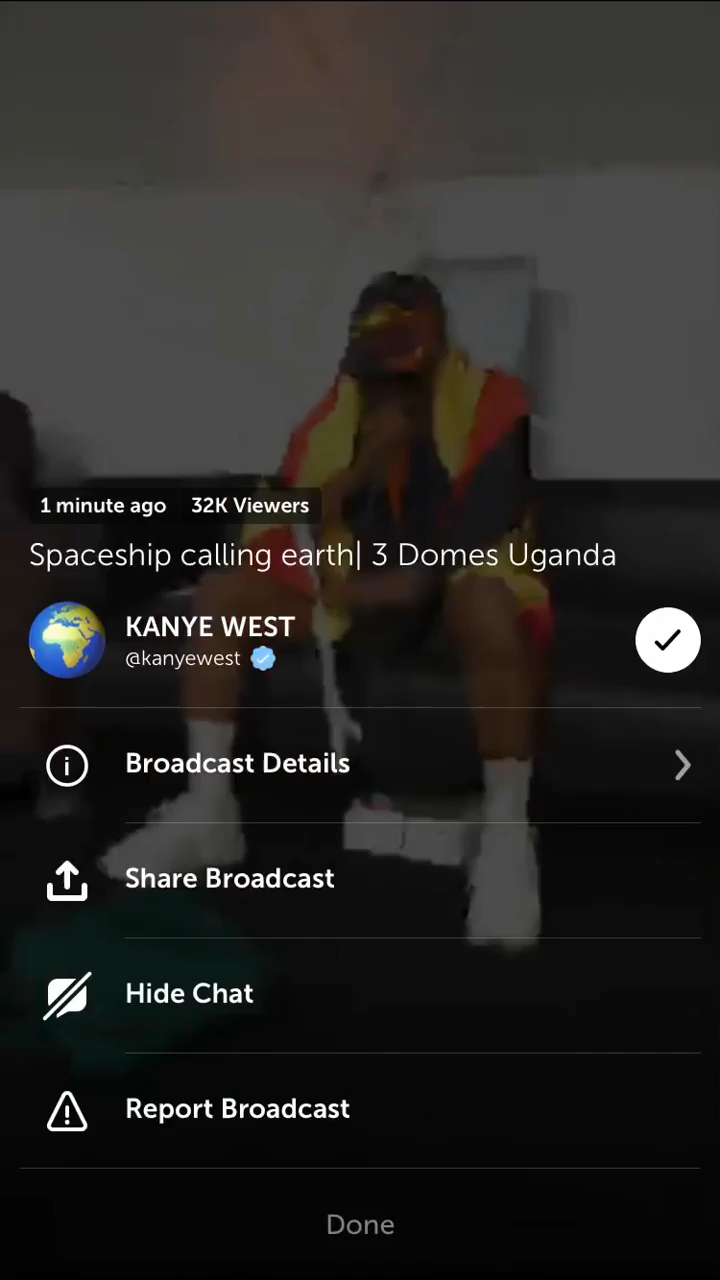 1 minute ago 32K Viewers
Spaceship calling earth| 3 Domes Uganda
KANYE WEST
@kanyewest
Broadcast Details
Share Broadcast
Hide Chat
Report Broadcast
Done